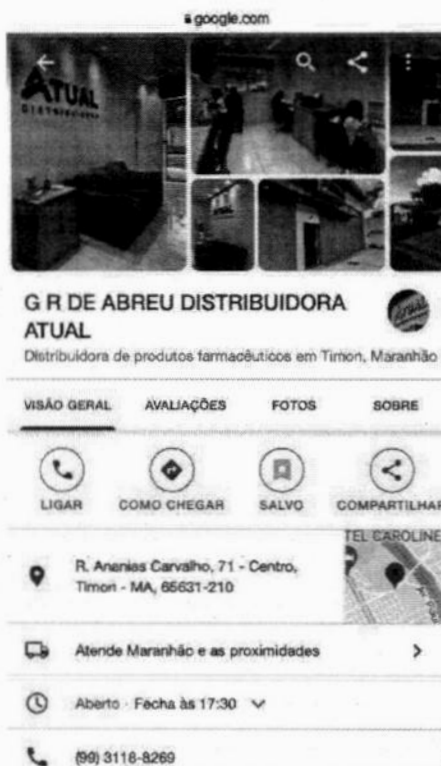 google.com
ATUAL
DISTRIBUIDORA
G R DE ABREU DISTRIBUIDORA
ATUAL
Atual
Distribuidora de produtos farmacêuticos em Timon, Maranhão
VISÃO GERAL AVALIAÇÕES FOTOS SOBRE
LIGAR COMO CHEGAR SALVO COMPARTILHAR
TEL CAROLINE
R. Ananias Carvalho, 71 - Centro,
Timon - MA, 65631-210
Atende Maranhão e as proximidades
Aberto · Fecha às 17:30
(99) 3118-8269